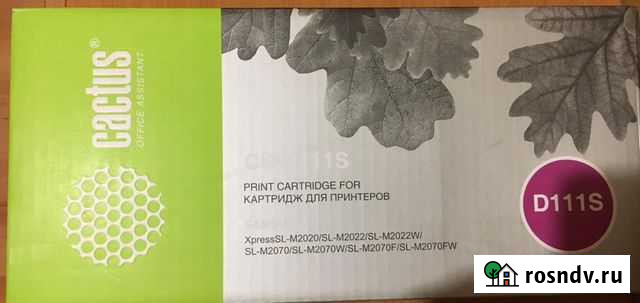 cactus®
OFFICE ASSISTANT
PRINT CARTRIDGE FOR
КАРТРИДЖ ДЛЯ ПРИНТЕРОВ
XpressSL-M2020/SL-M2022/SL-M2022W/
SL-M2070/SL-M2070W/SL-M2070F/SL-M2070FW
D111S
rosndv.ru